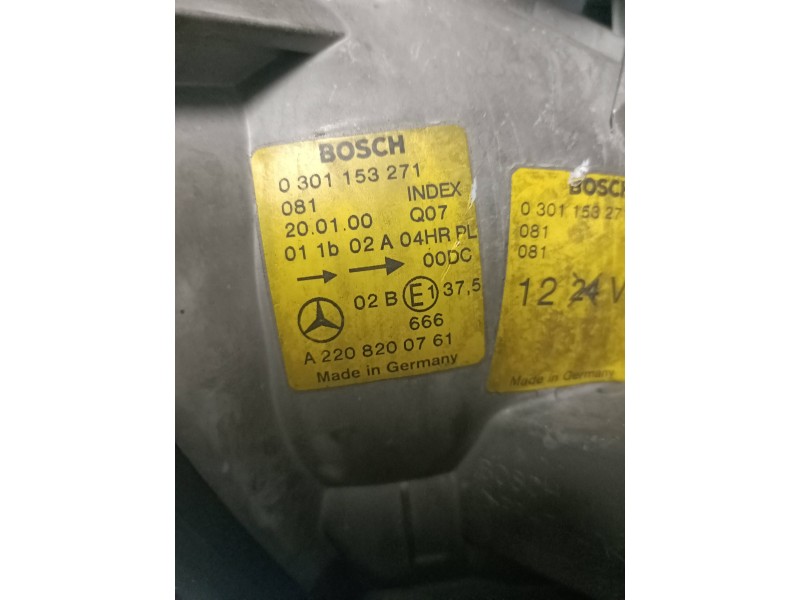 BOSCH
0 301 153 271
081 INDEX
20.01.00 Q07
01 1b 02 A 04HR PL
00DC
02 B E1 37,5
666
A 220 820 07 61
Made in Germany
BOSCH
0 301 153 27
081
081
12 24 V
Made in Germany